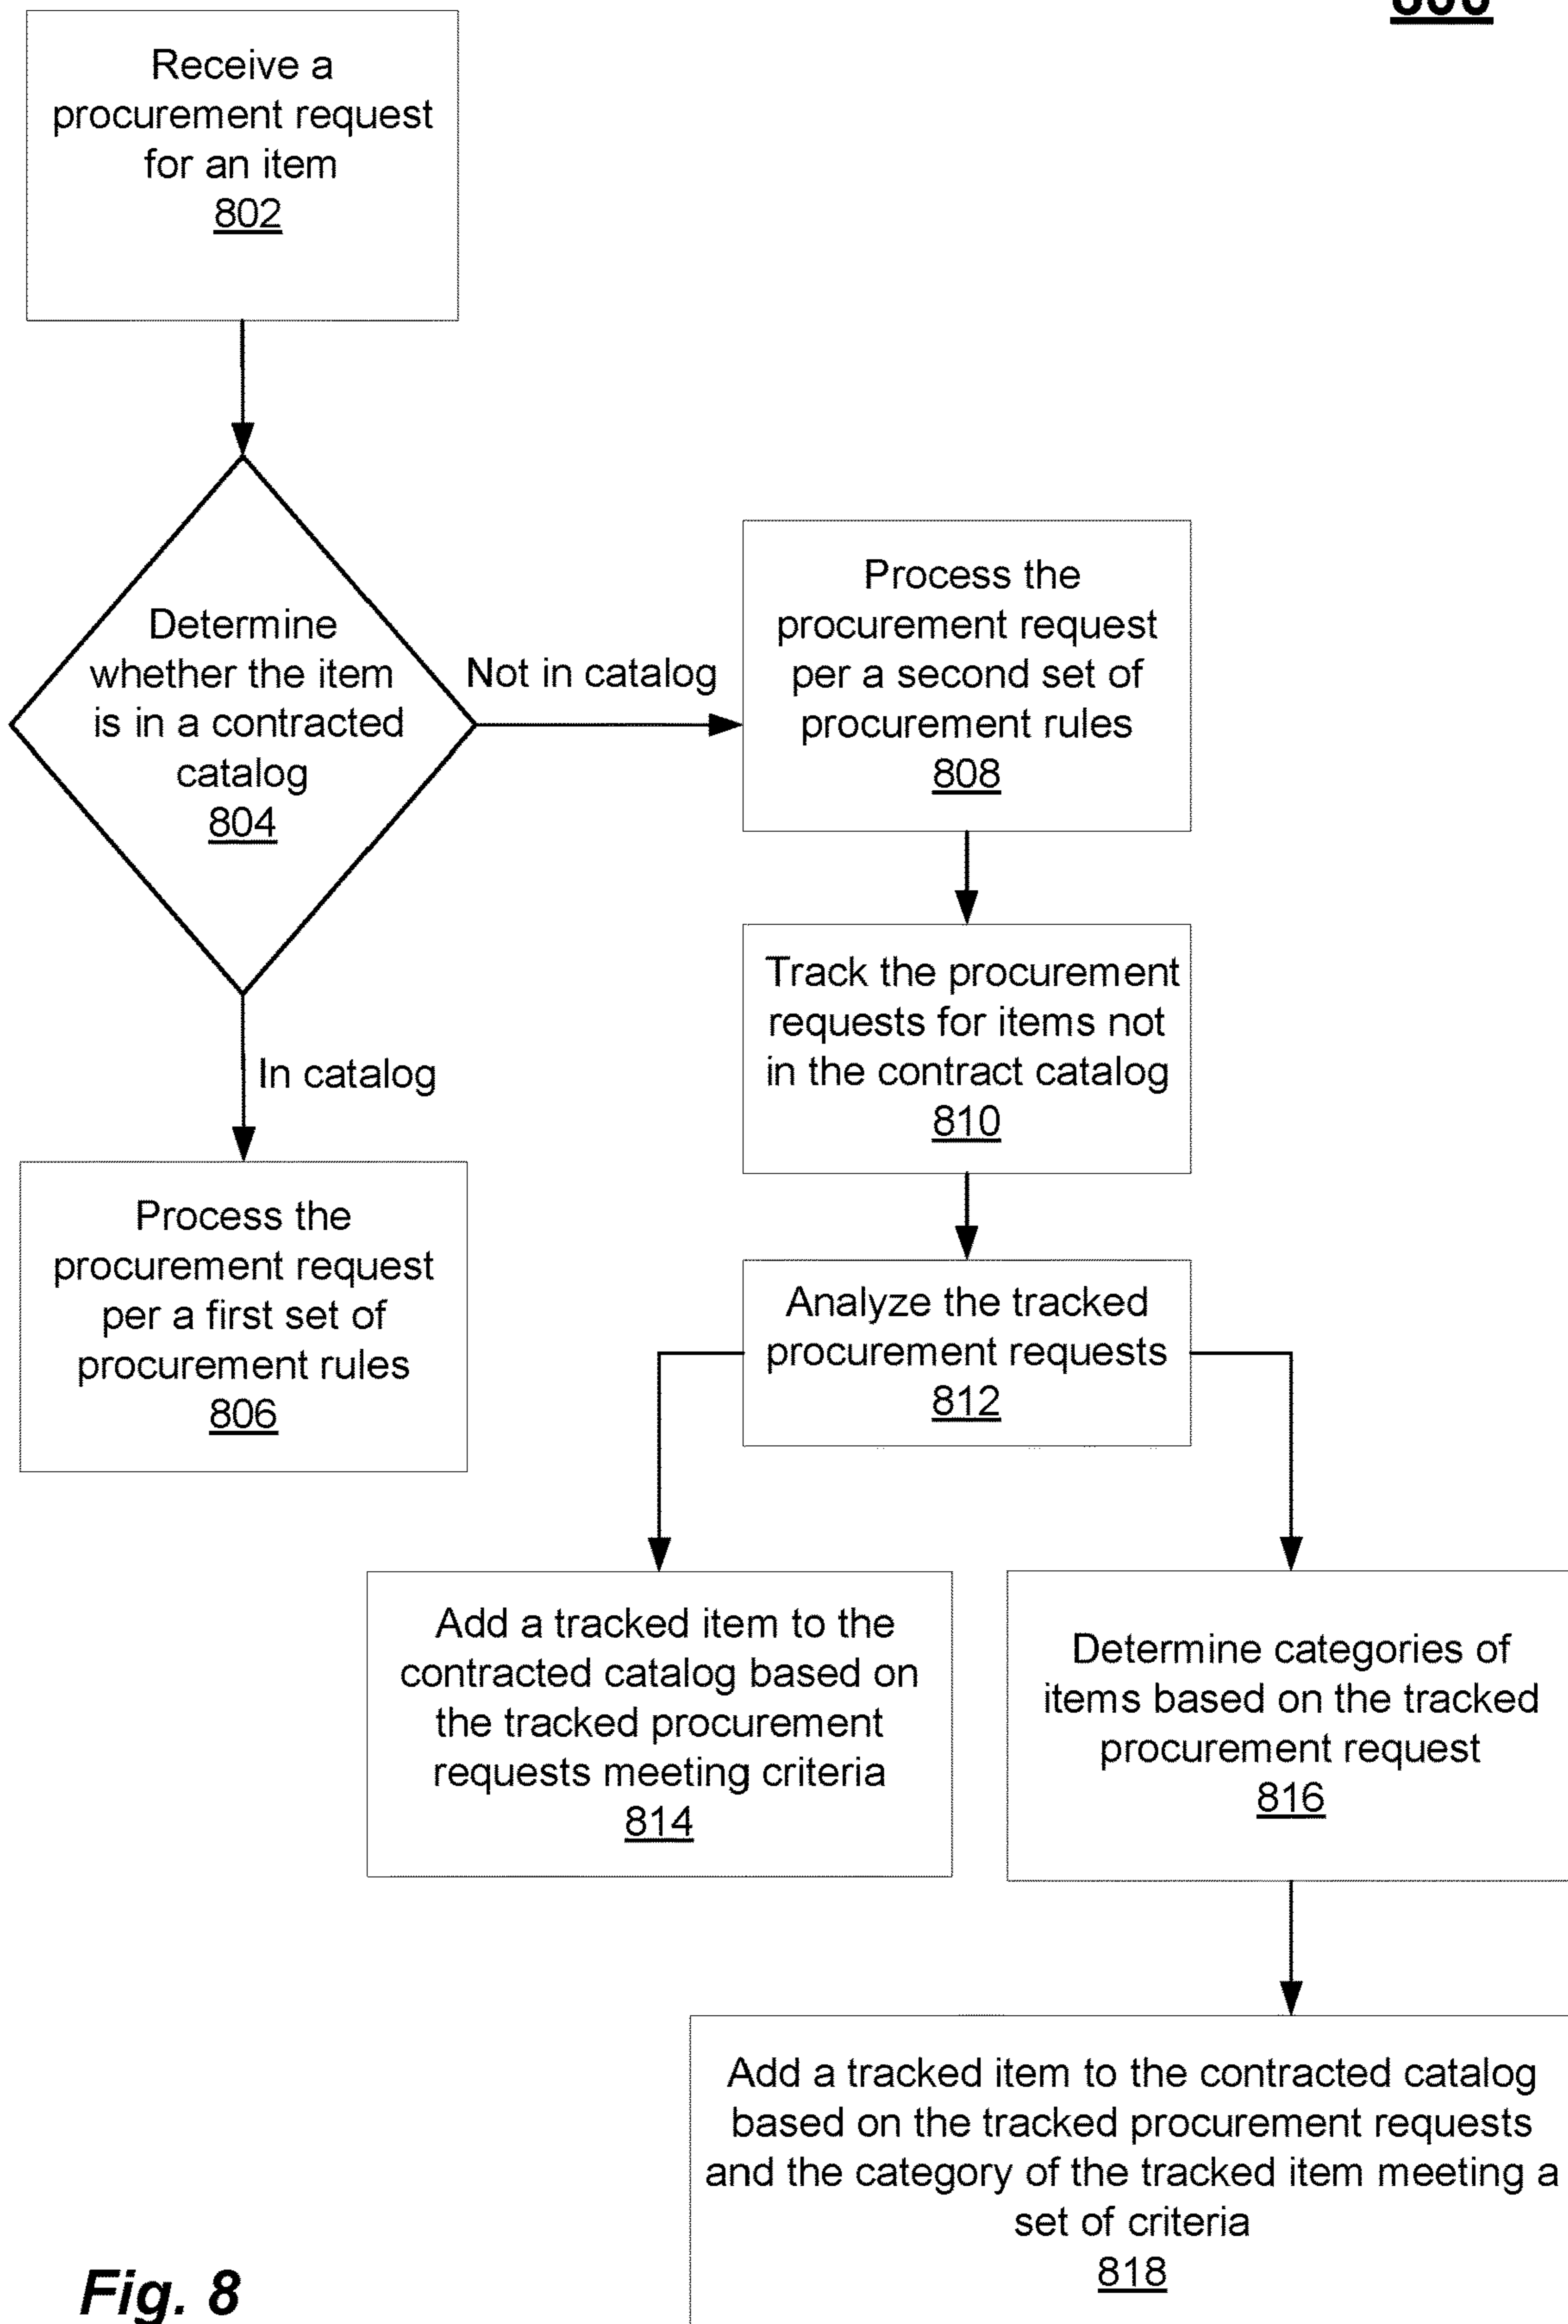 Receive a
procurement request
for an item
802
Determine
whether the item
is in a contracted
catalog
804
Not in catalog
In catalog
Process the
procurement request
per a first set of
procurement rules
806
Process the
procurement request
per a second set of
procurement rules
808
Track the procurement
requests for items not
in the contract catalog
810
Analyze the tracked
procurement requests
812
Add a tracked item to the
contracted catalog based on
the tracked procurement
requests meeting criteria
814
Determine categories of
items based on the tracked
procurement request
816
Add a tracked item to the contracted catalog
based on the tracked procurement requests
and the category of the tracked item meeting a
set of criteria
818
Fig. 8